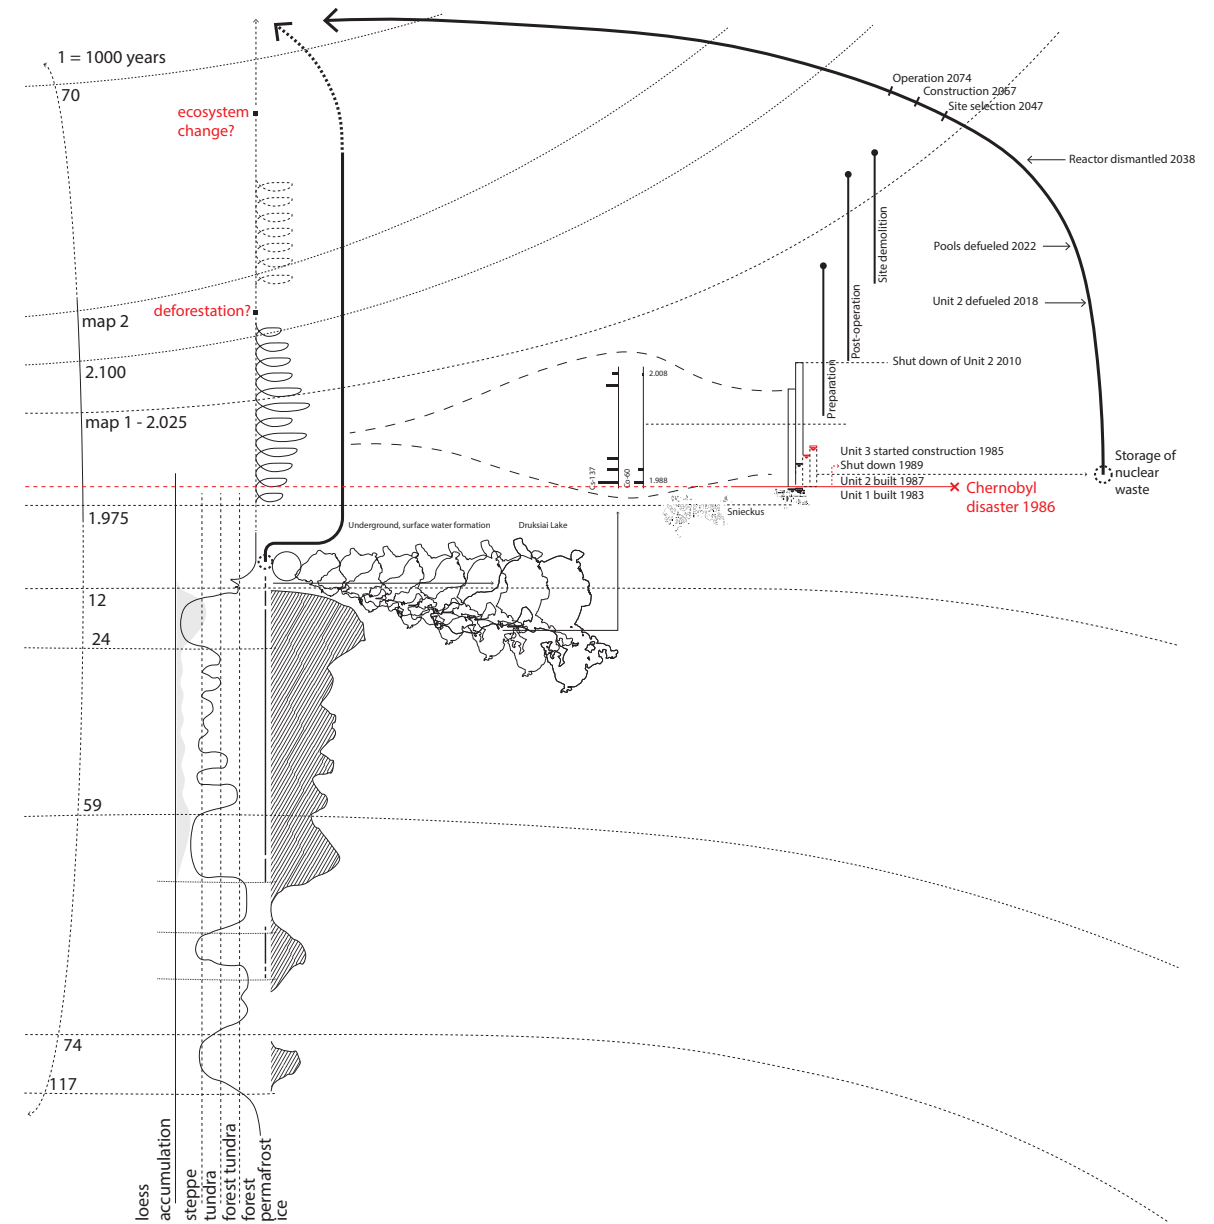 1 = 1000 years
70
Operation 2074
Construction 2067
Site selection 2047
ecosystem
change?
Reactor dismantled 2038
Site demolition
Pools defueled 2022
Unit 2 defueled 2018
deforestation?
map 2
Post-operation
Shut down of Unit 2 2010
2.100
2.008
Preparation
map 1 - 2.025
Unit 3 started construction 1985
Shut down 1989
Unit 2 built 1987
Unit 1 built 1983
Storage of
nuclear
waste
Cs-137
Co-60
1.988
Chernobyl
disaster 1986
Snieckus
1.975
Underground, surface water formation
Druksiai Lake
12
24
59
74
117
loess
accumulation
steppe
tundra
forest tundra
forest
permafrost
ice